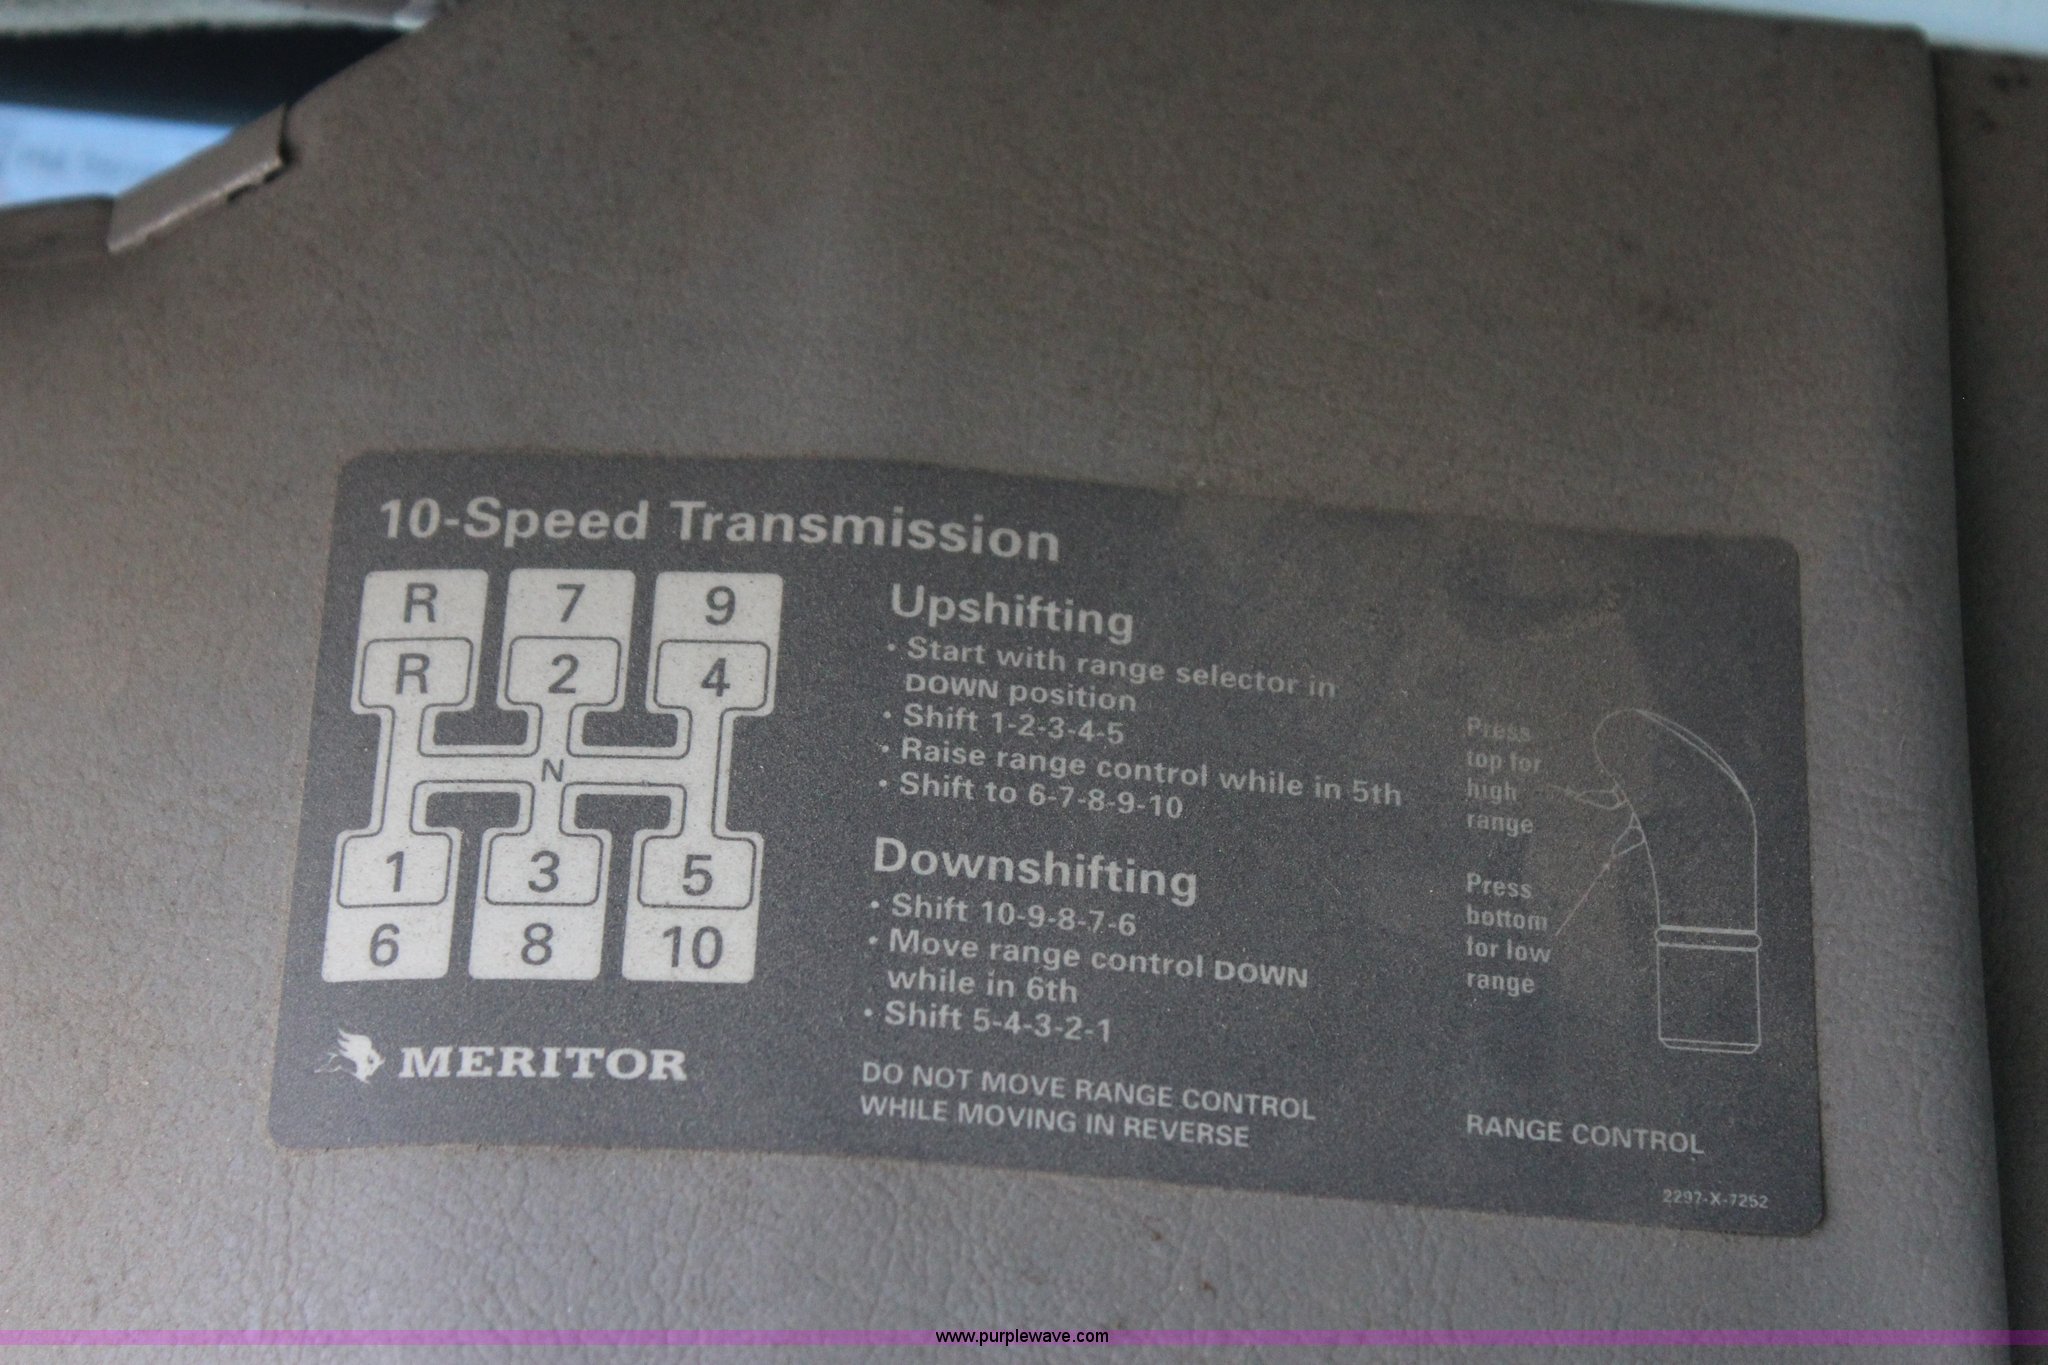 10-Speed Transmission
R 7 9
R 2 4
N
1 3 5
6 8 10
MERITOR
Upshifting
• Start with range selector in
DOWN position
• Shift 1-2-3-4-5
• Raise range control while in 5th
• Shift to 6-7-8-9-10
Downshifting
• Shift 10-9-8-7-6
• Move range control DOWN
while in 6th
• Shift 5-4-3-2-1
DO NOT MOVE RANGE CONTROL
WHILE MOVING IN REVERSE
Press
top for
high
range
Press
bottom
for low
range
RANGE CONTROL
2297-X-7252
www.purplewave.com